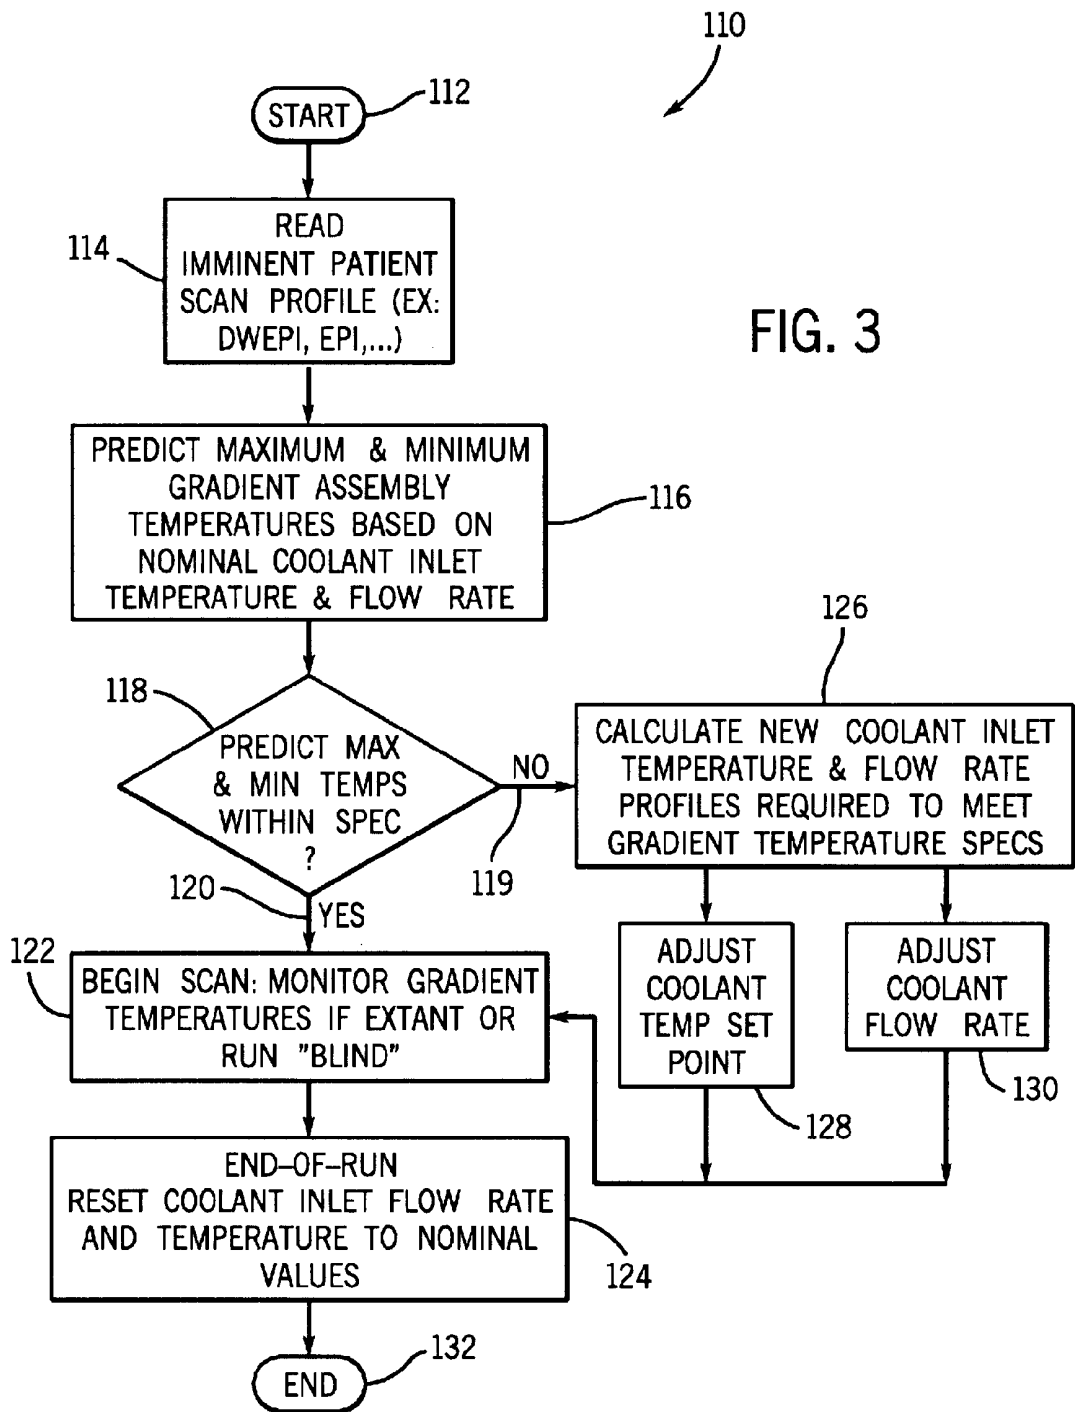 110
START
112
READ
IMMINENT PATIENT
SCAN PROFILE (EX:
DWEPI, EPI,...)
114
FIG. 3
PREDICT MAXIMUM & MINIMUM
GRADIENT ASSEMBLY
TEMPERATURES BASED ON
NOMINAL COOLANT INLET
TEMPERATURE & FLOW RATE
116
118
PREDICT MAX
& MIN TEMPS
WITHIN SPEC
?
NO
119
126
CALCULATE NEW COOLANT INLET
TEMPERATURE & FLOW RATE
PROFILES REQUIRED TO MEET
GRADIENT TEMPERATURE SPECS
120
YES
122
BEGIN SCAN: MONITOR GRADIENT
TEMPERATURES IF EXTANT OR
RUN "BLIND"
ADJUST
COOLANT
TEMP SET
POINT
128
ADJUST
COOLANT
FLOW RATE
130
END-OF-RUN
RESET COOLANT INLET FLOW RATE
AND TEMPERATURE TO NOMINAL
VALUES
124
END
132